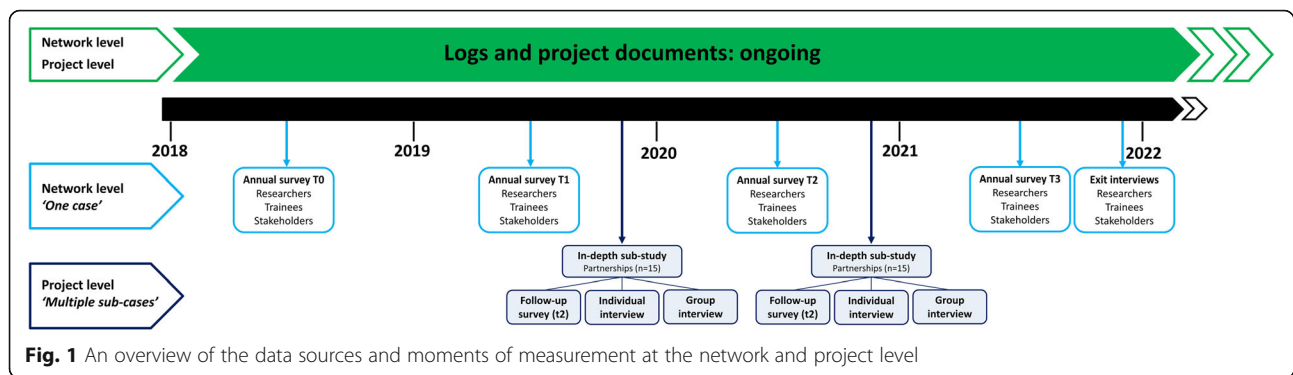 Network level
Project level
Logs and project documents: ongoing
2018
2019
2020
2021
2022
Network level
'One case'
Annual survey T0
Researchers
Trainees
Stakeholders
Annual survey T1
Researchers
Trainees
Stakeholders
Annual survey T2
Researchers
Trainees
Stakeholders
Annual survey T3
Researchers
Trainees
Stakeholders
Exit interviews
Researchers
Trainees
Stakeholders
Project level
'Multiple sub-cases'
In-depth sub-study
Partnerships (n=15)
Follow-up
survey (t2)
Individual
interview
Group
interview
In-depth sub-study
Partnerships (n=15)
Follow-up
survey (t2)
Individual
interview
Group
interview
Fig. 1 An overview of the data sources and moments of measurement at the network and project level